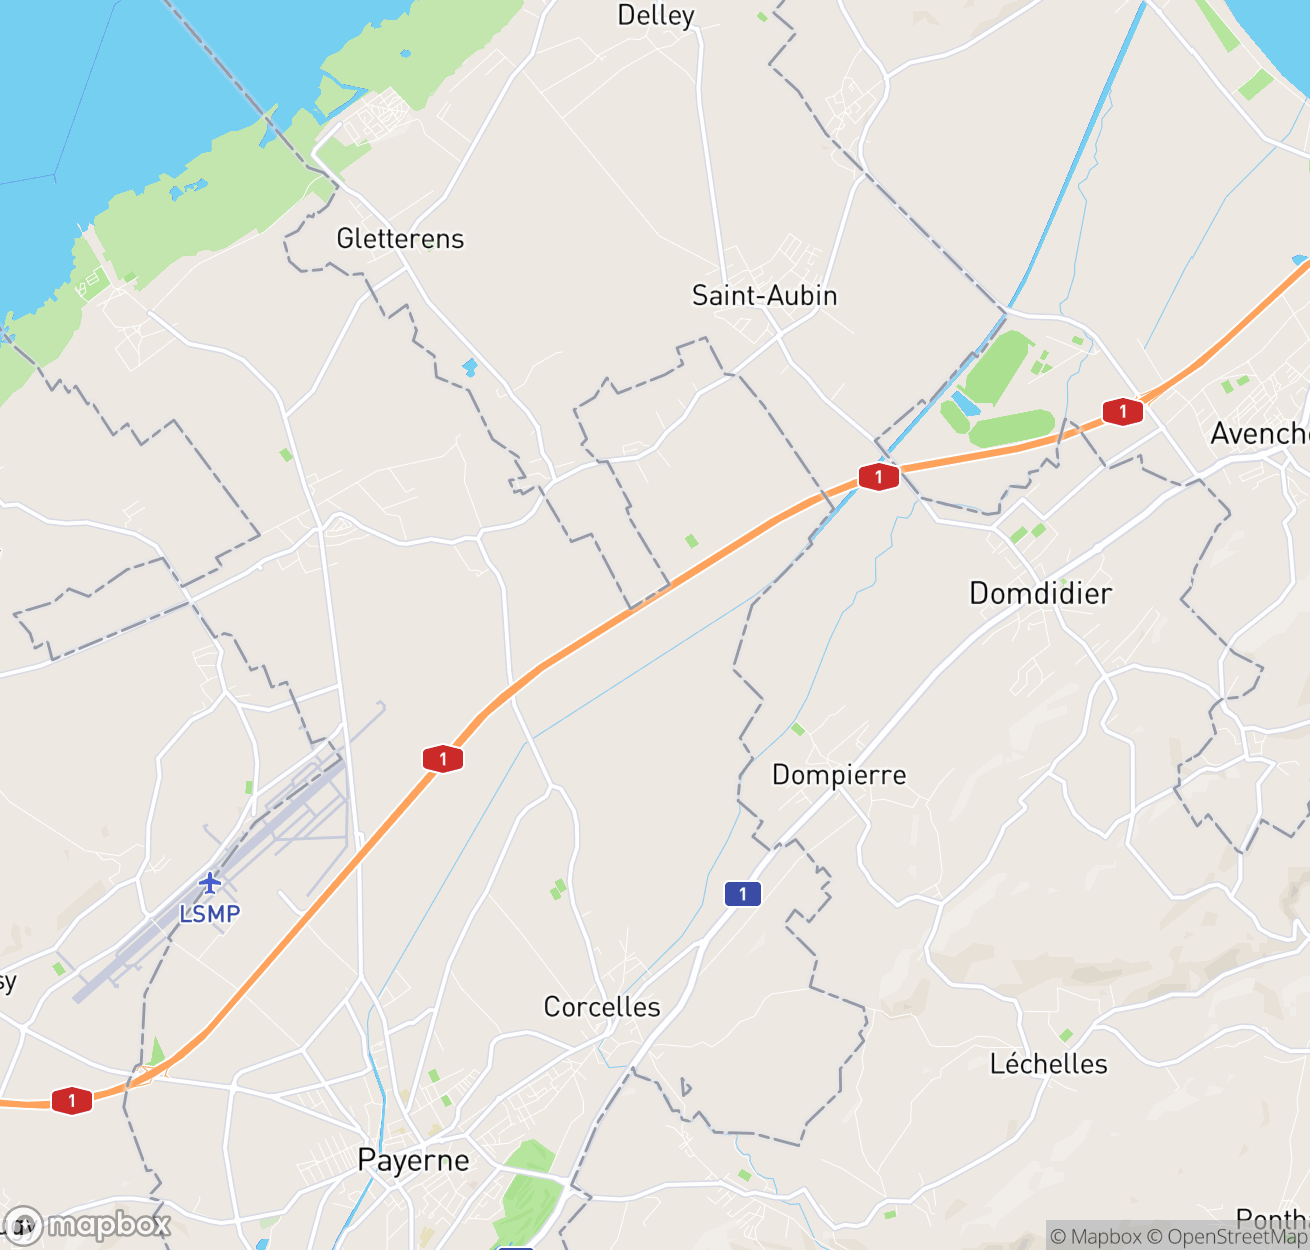 Delley
Gletterens
Saint-Aubin
1
Avenche
1
Domdidier
1
Dompierre
1
LSMP
sy
Corcelles
Léchelles
1
Payerne
Ponth
mapbox
© Mapbox © OpenStreetMap